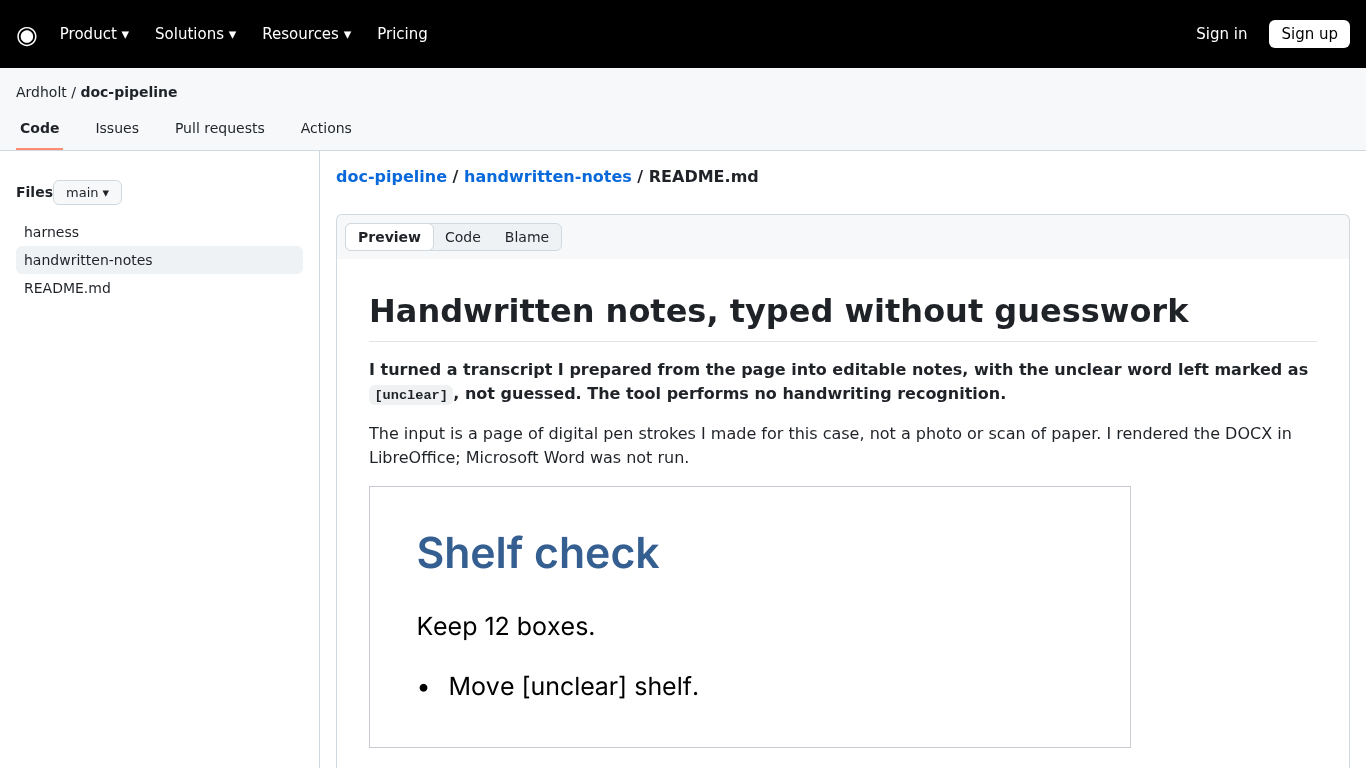 Product ▾ Solutions ▾ Resources ▾ Pricing Sign in Sign up
Ardholt / doc-pipeline
Code Issues Pull requests Actions
Files main ▾
harness
handwritten-notes
README.md
doc-pipeline / handwritten-notes / README.md
Preview Code Blame
Handwritten notes, typed without guesswork
I turned a transcript I prepared from the page into editable notes, with the unclear word left marked as
[unclear], not guessed. The tool performs no handwriting recognition.
The input is a page of digital pen strokes I made for this case, not a photo or scan of paper. I rendered the DOCX in
LibreOffice; Microsoft Word was not run.
Shelf check
Keep 12 boxes.
• Move [unclear] shelf.